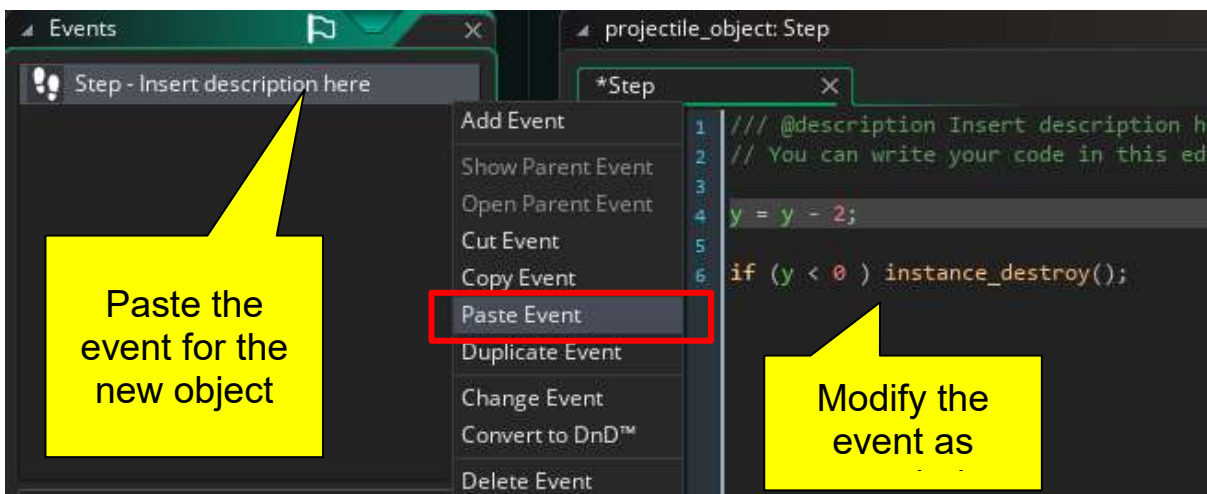 Events
Step - Insert description here
Paste the
event for the
new object
Add Event
Show Parent Event
Open Parent Event
Cut Event
Copy Event
Paste Event
Duplicate Event
Change Event
Convert to DnD™
Delete Event
projectile_object: Step
*Step
1 /// @description Insert description h
2 // You can write your code in this ed
3
4 y = y - 2;
5
6 if (y < 0 ) instance_destroy();
Modify the
event as